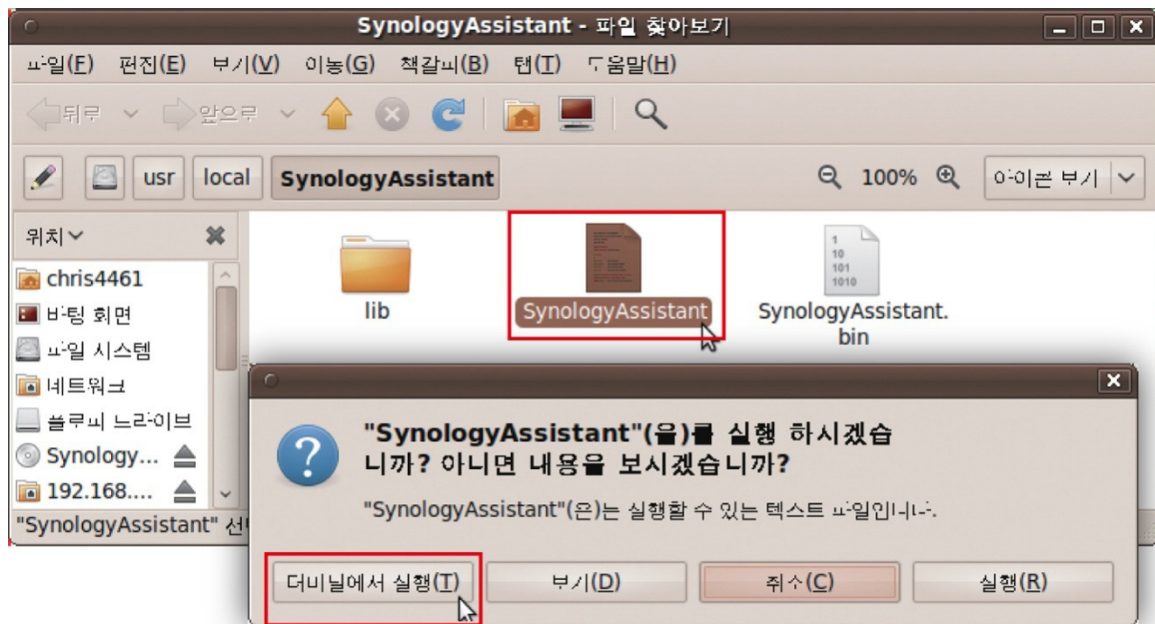 SynologyAssistant - 파일 찾아보기
파일(F) 편집(E) 보기(V) 이동(G) 책갈피(B) 탭(T) 도움말(H)
뒤로 앞으로
usr local SynologyAssistant 100% 아이콘 보기
위치
chris4461
바탕 화면
파일 시스템
네트워크
플로피 드라이브
Synology...
192.168....
lib
SynologyAssistant
SynologyAssistant.
bin
"SynologyAssistant"
"SynologyAssistant"(을)를 실행 하시겠습
니까? 아니면 내용을 보시겠습니까?
"SynologyAssistant"(은)는 실행할 수 있는 텍스트 파일입니다.
터미널에서 실행(T) 보기(D) 취소(C) 실행(R)